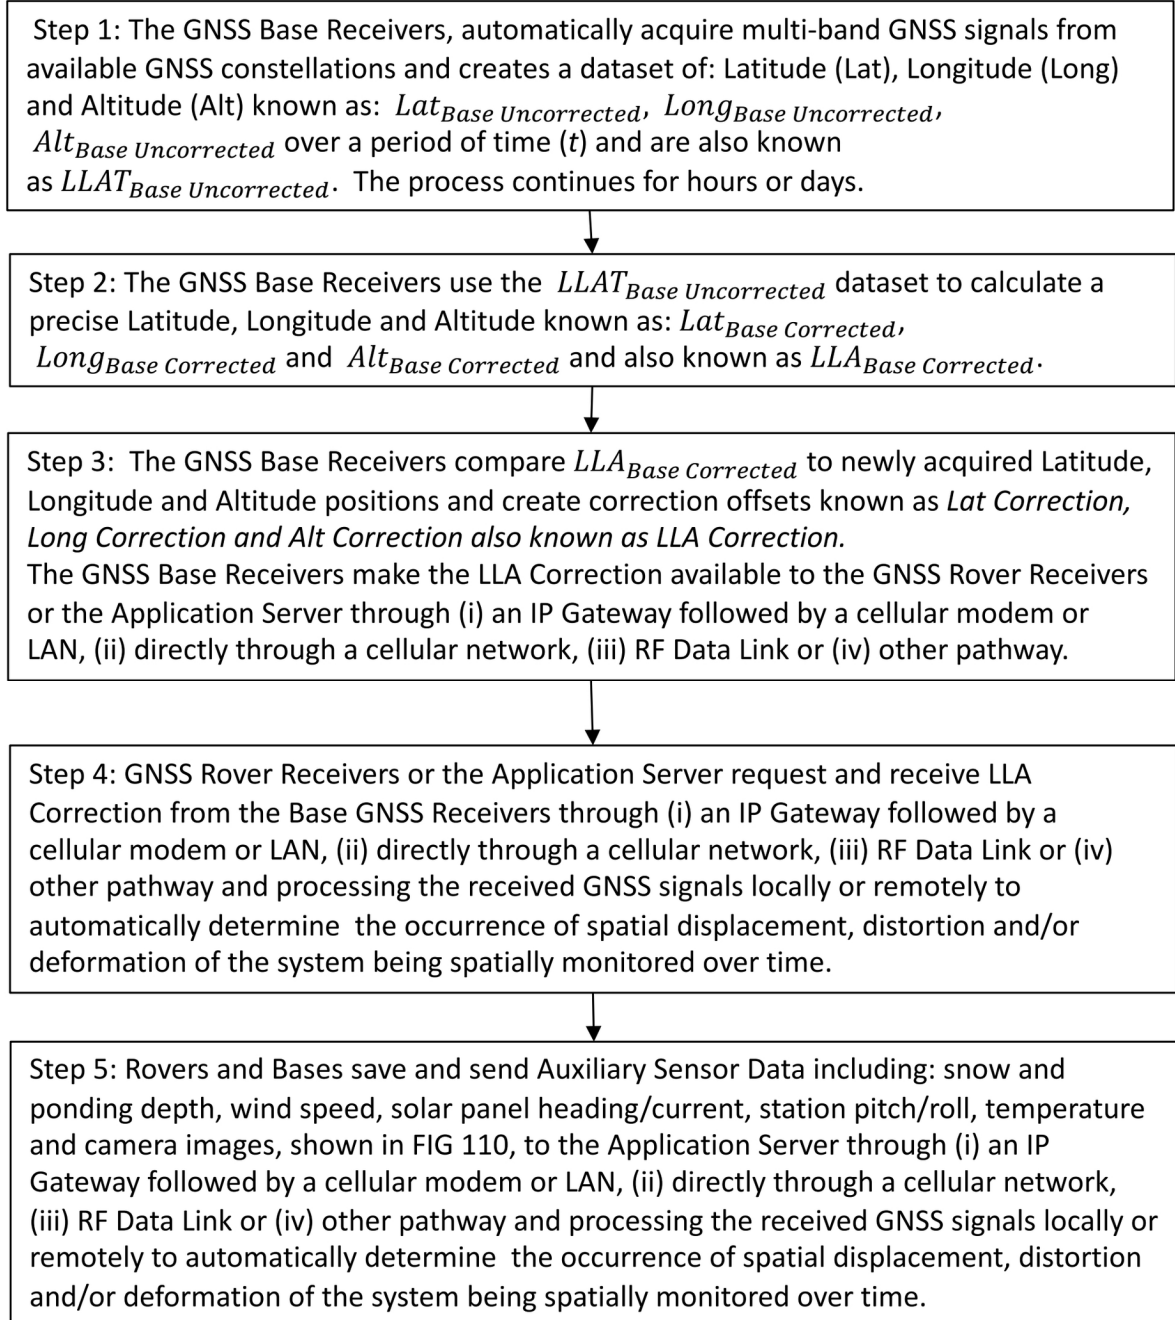 Step 1: The GNSS Base Receivers, automatically acquire multi-band GNSS signals from
available GNSS constellations and creates a dataset of: Latitude (Lat), Longitude (Long)
and Altitude (Alt) known as: Lat_Base Uncorrected, Long_Base Uncorrected,
Alt_Base Uncorrected over a period of time (t) and are also known
as LLAT_Base Uncorrected. The process continues for hours or days.
Step 2: The GNSS Base Receivers use the LLAT_Base Uncorrected dataset to calculate a
precise Latitude, Longitude and Altitude known as: Lat_Base Corrected,
Long_Base Corrected and Alt_Base Corrected and also known as LLA_Base Corrected.
Step 3: The GNSS Base Receivers compare LLA_Base Corrected to newly acquired Latitude,
Longitude and Altitude positions and create correction offsets known as Lat Correction,
Long Correction and Alt Correction also known as LLA Correction.
The GNSS Base Receivers make the LLA Correction available to the GNSS Rover Receivers
or the Application Server through (i) an IP Gateway followed by a cellular modem or
LAN, (ii) directly through a cellular network, (iii) RF Data Link or (iv) other pathway.
Step 4: GNSS Rover Receivers or the Application Server request and receive LLA
Correction from the Base GNSS Receivers through (i) an IP Gateway followed by a
cellular modem or LAN, (ii) directly through a cellular network, (iii) RF Data Link or (iv)
other pathway and processing the received GNSS signals locally or remotely to
automatically determine the occurrence of spatial displacement, distortion and/or
deformation of the system being spatially monitored over time.
Step 5: Rovers and Bases save and send Auxiliary Sensor Data including: snow and
ponding depth, wind speed, solar panel heading/current, station pitch/roll, temperature
and camera images, shown in FIG 110, to the Application Server through (i) an IP
Gateway followed by a cellular modem or LAN, (ii) directly through a cellular network,
(iii) RF Data Link or (iv) other pathway and processing the received GNSS signals locally or
remotely to automatically determine the occurrence of spatial displacement, distortion
and/or deformation of the system being spatially monitored over time.